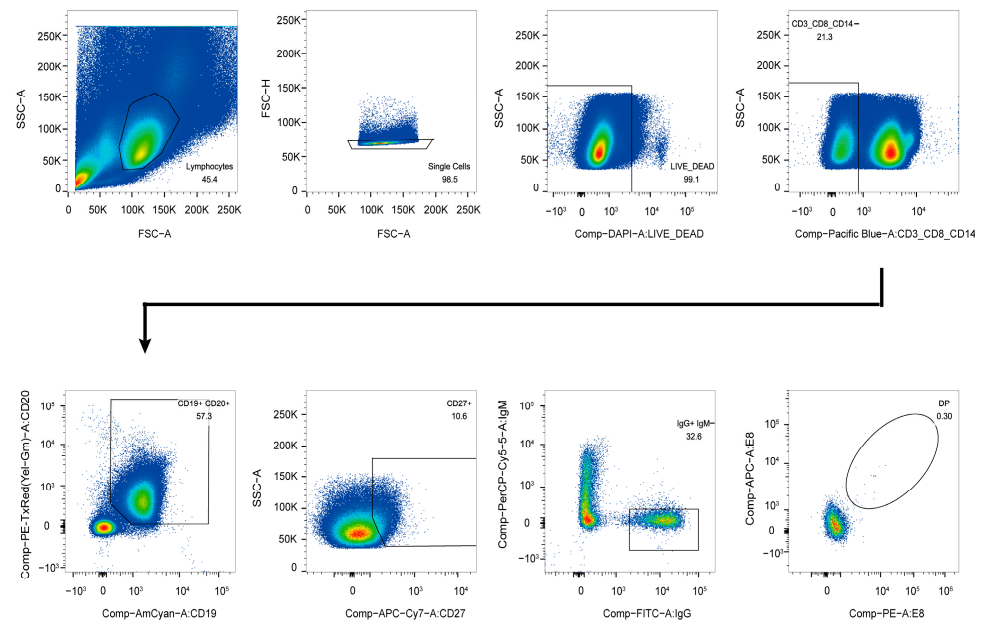 250K
200K
150K
100K
50K
0
SSC-A
Lymphocytes
45.4
0 50K 100K 150K 200K 250K
FSC-A
250K
200K
150K
100K
50K
0
FSC-H
Single Cells
98.5
0 50K 100K 150K 200K 250K
FSC-A
250K
200K
150K
100K
50K
0
SSC-A
LIVE_DEAD
99.1
-10³ 0 10³ 10⁴ 10⁵
Comp-DAPI-A:LIVE_DEAD
CD3_CD8_CD14-
21.3
250K
200K
150K
100K
50K
0
SSC-A
-10³ 0 10³ 10⁴ 10⁵
Comp-Pacific Blue-A:CD3_CD8_CD14
CD19+ CD20+
57.3
10⁵
10⁴
10³
0
-10³
Comp-PE-TxRed(Yel-Gm)-A:CD20
-10³ 0 10³ 10⁴ 10⁵
Comp-AmCyan-A:CD19
CD27+
10.6
250K
200K
150K
100K
50K
0
SSC-A
0 10³ 10⁴
Comp-APC-Cy7-A:CD27
IgG+ IgM-
32.6
10⁵
10⁴
10³
0
-10³
Comp-PerCP-Cy5-5-A:IgM
0 10³ 10⁴ 10⁵
Comp-FITC-A:IgG
DP
0.30
10⁵
10⁴
10³
0
-10³
Comp-APC-A:E8
0 10³ 10⁴ 10⁵ 10⁶
Comp-PE-A:E8